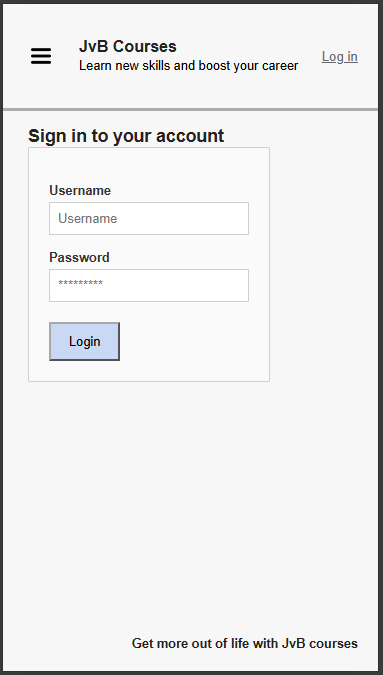 JvB Courses
Learn new skills and boost your career
Log in
Sign in to your account
Username
Username
Password
*********
Login
Get more out of life with JvB courses